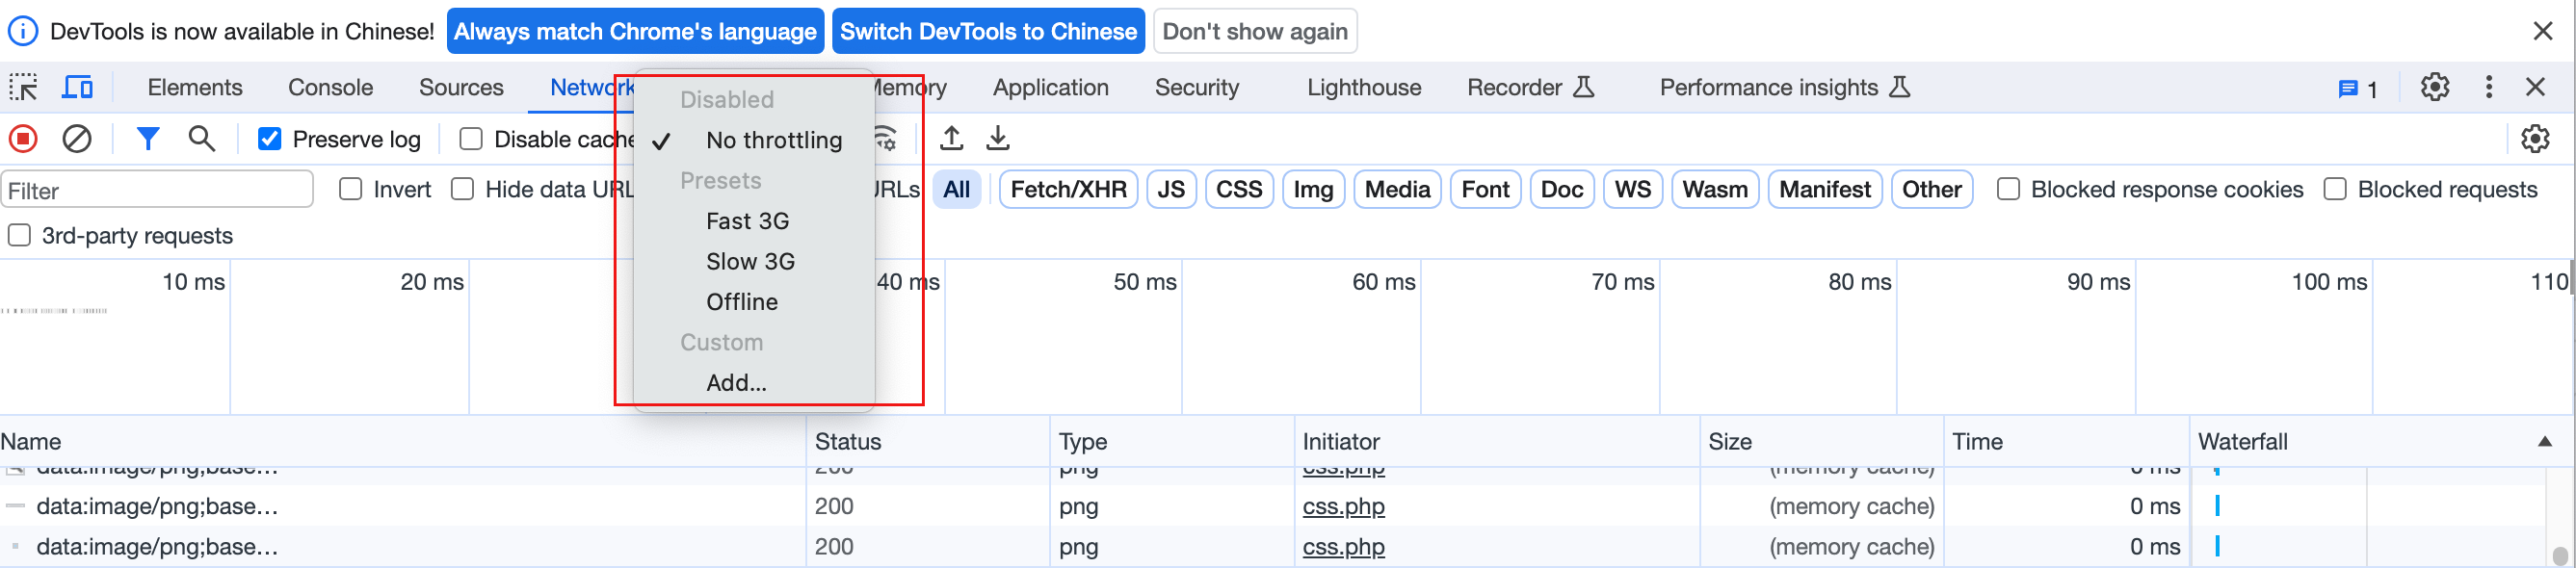 DevTools is now available in Chinese! Always match Chrome's language Switch DevTools to Chinese Don't show again
Elements Console Sources Network Memory Application Security Lighthouse Recorder Performance insights 1
Disabled
Preserve log Disable cache No throttling
Presets
Filter Invert Hide data URL URLs All Fetch/XHR JS CSS Img Media Font Doc WS Wasm Manifest Other Blocked response cookies Blocked requests
Fast 3G
3rd-party requests
Slow 3G
10 ms 20 ms 40 ms 50 ms 60 ms 70 ms 80 ms 90 ms 100 ms 110
Offline
Custom
Add...
Name Status Type Initiator Size Time Waterfall
data:image/png;base… 200 png css.php (memory cache) 0 ms
data:image/png;base… 200 png css.php (memory cache) 0 ms
data:image/png;base… 200 png css.php (memory cache) 0 ms